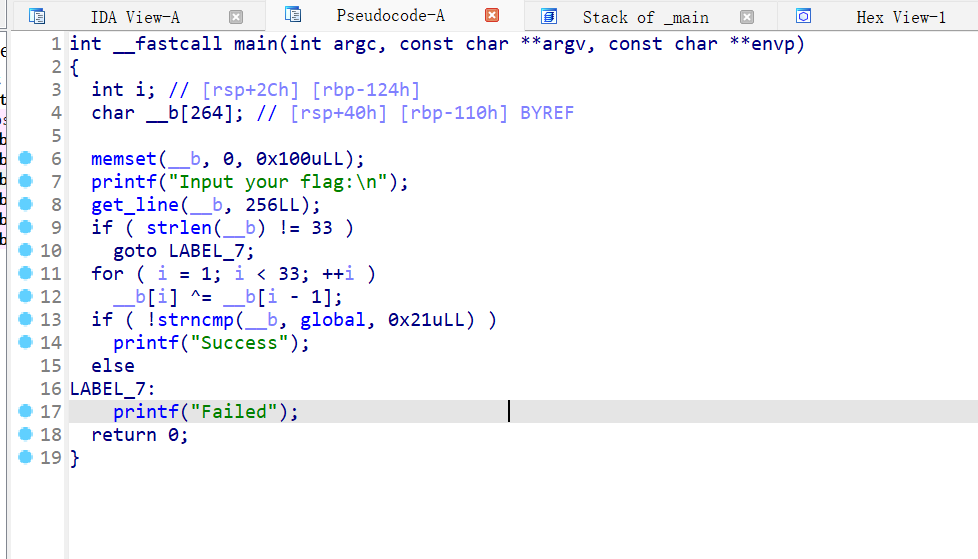 IDA View-A Pseudocode-A Stack of _main Hex View-1
1 int __fastcall main(int argc, const char **argv, const char **envp)
2 {
3 int i; // [rsp+2Ch] [rbp-124h]
4 char __b[264]; // [rsp+40h] [rbp-110h] BYREF
5
6 memset(__b, 0, 0x100uLL);
7 printf("Input your flag:\n");
8 get_line(__b, 256LL);
9 if ( strlen(__b) != 33 )
10 goto LABEL_7;
11 for ( i = 1; i < 33; ++i )
12 __b[i] ^= __b[i - 1];
13 if ( !strncmp(__b, global, 0x21uLL) )
14 printf("Success");
15 else
16 LABEL_7:
17 printf("Failed");
18 return 0;
19 }